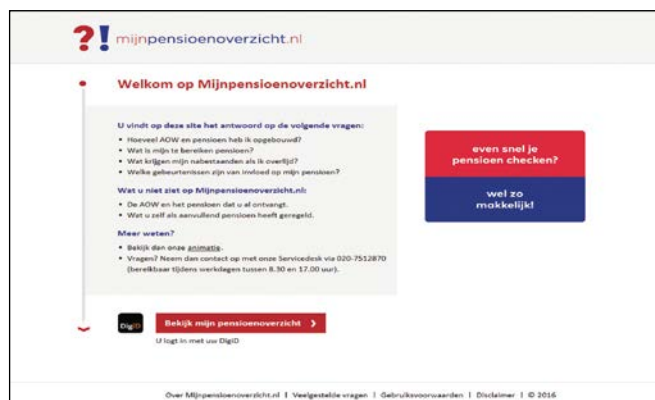 ?! mijnpensioenoverzicht.nl
Welkom op Mijnpensioenoverzicht.nl
U vindt op deze site het antwoord op de volgende vragen:
• Hoeveel AOW en pensioen heb ik opgebouwd?
• Wat is mijn te bereiken pensioen?
• Wat krijgen mijn nabestaanden als ik overlijd?
• Welke gebeurtenissen zijn van invloed op mijn pensioen?
Wat u niet ziet op Mijnpensioenoverzicht.nl:
• De AOW en het pensioen dat u al ontvangt.
• Wat u zelf als aanvullend pensioen heeft geregeld.
Meer weten?
• Bekijk dan onze animatie.
• Vragen? Neem dan contact op met onze Servicedesk via 020-7512870
(bereikbaar tijdens werkdagen tussen 8.30 en 17.00 uur).
even snel je
pensioen checken?
wel zo
makkelijk!
DigiD
Bekijk mijn pensioenoverzicht ❯
U logt in met uw DigiD
Over Mijnpensioenoverzicht.nl | Veelgestelde vragen | Gebruiksvoorwaarden | Disclaimer | © 2016